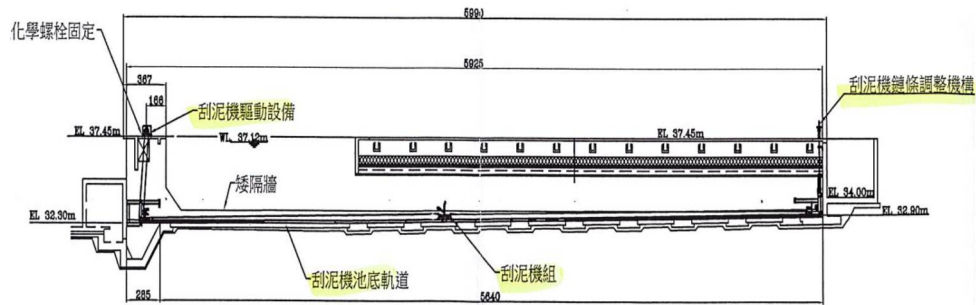 5990
化學螺栓固定
5925
367
刮泥機鏈條調整機構
166
刮泥機驅動設備
EL 37.45m
WL 37.12m
EL 37.45m
矮隔牆
EL 34.00m
EL 32.30m
EL 32.90m
刮泥機池底軌道
刮泥機組
285
5640